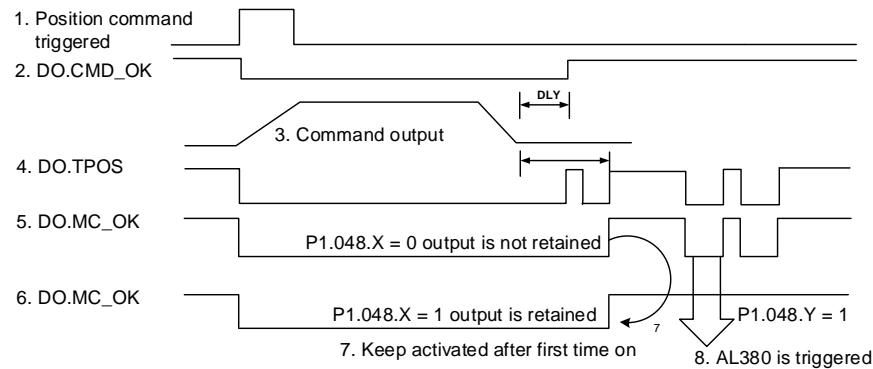 1. Position command
triggered
2. DO.CMD_OK
DLY
3. Command output
4. DO.TPOS
5. DO.MC_OK
P1.048.X = 0 output is not retained
6. DO.MC_OK
P1.048.X = 1 output is retained
P1.048.Y = 1
7
7. Keep activated after first time on
8. AL380 is triggered